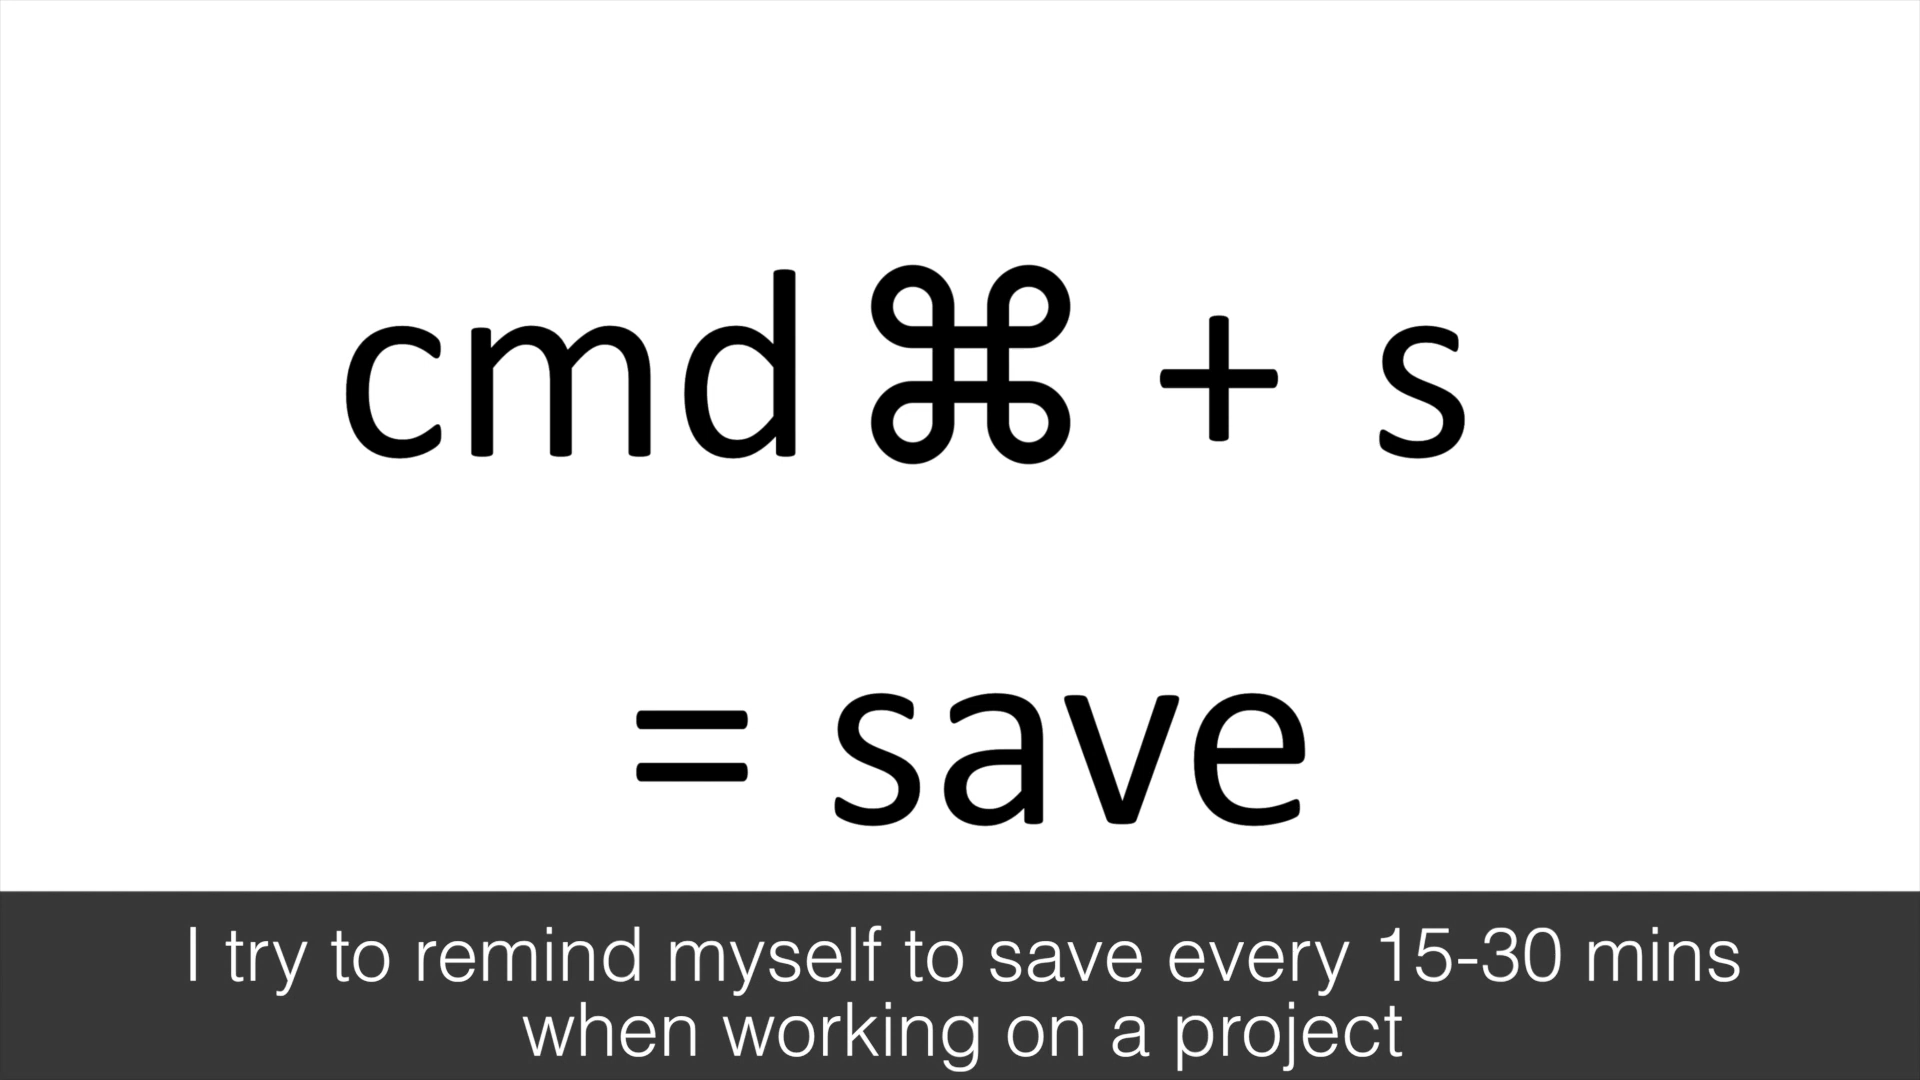 cmd ⌘ + s
= save
I try to remind myself to save every 15-30 mins
when working on a project